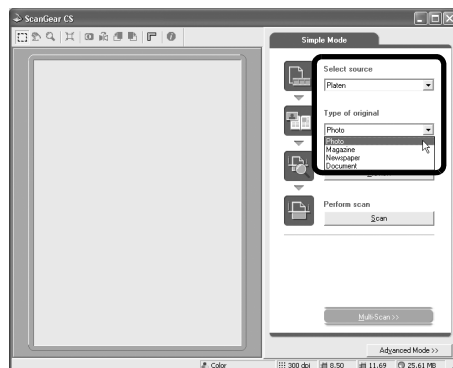 ScanGear CS
Simple Mode
Select source
Platen
Type of original
Photo
Photo
Magazine
Newspaper
Document
Perform scan
Scan
Multi-Scan >>
Advanced Mode >>
Color
300 dpi
8.50
11.69
25.61 MB